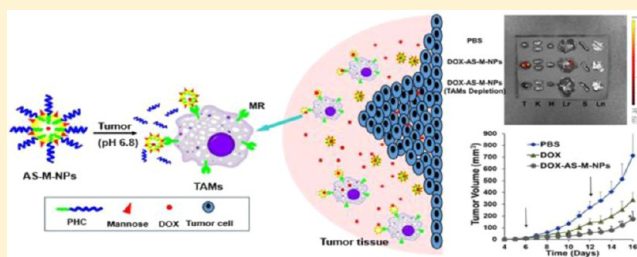 AS-M-NPs
Tumor
(pH 6.8)
MR
TAMs
PHC
Mannose
DOX
Tumor cell
Tumor tissue
PBS
DOX-AS-M-NPs
DOX-AS-M-NPs
(TAMs Depletion)
T K H Lr S Ln
Tumor Volume (mm³)
900
800
700
600
500
400
300
200
100
0
PBS
DOX
DOX-AS-M-NPs
4 6 8 10 12 14 16
Time (Days)